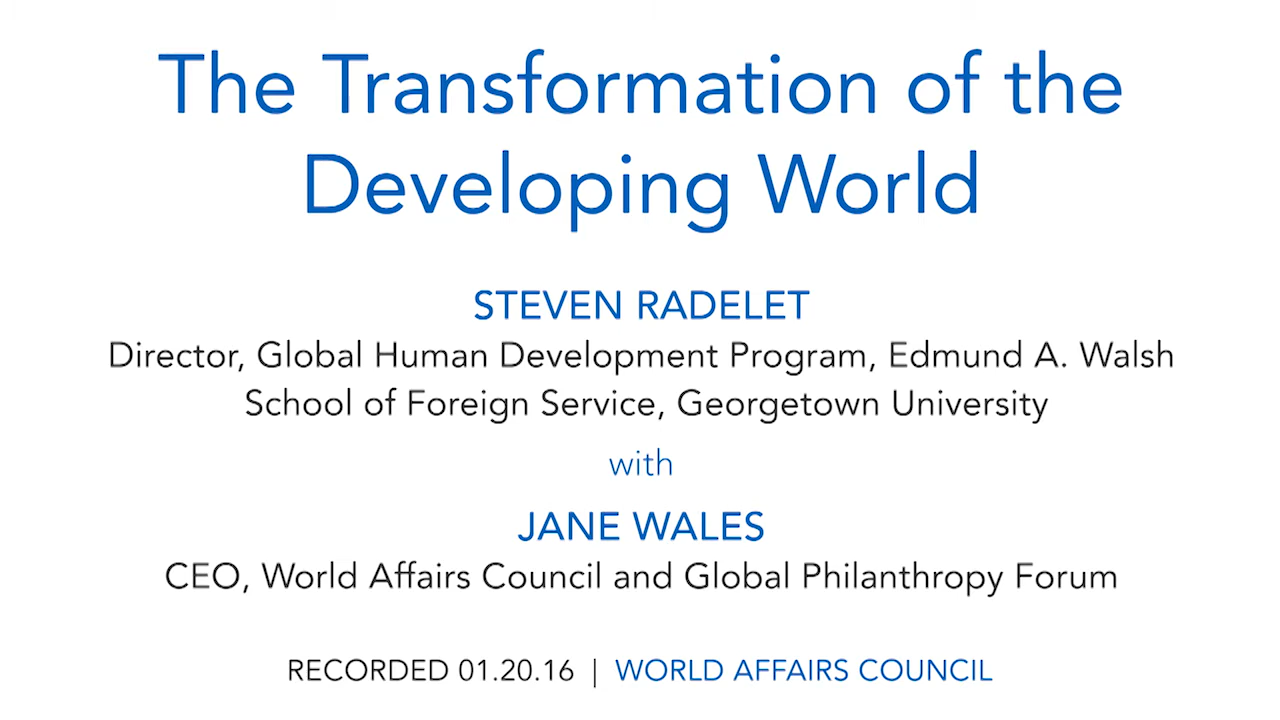 The Transformation of the
Developing World
STEVEN RADELET
Director, Global Human Development Program, Edmund A. Walsh
School of Foreign Service, Georgetown University
with
JANE WALES
CEO, World Affairs Council and Global Philanthropy Forum
RECORDED 01.20.16 | WORLD AFFAIRS COUNCIL